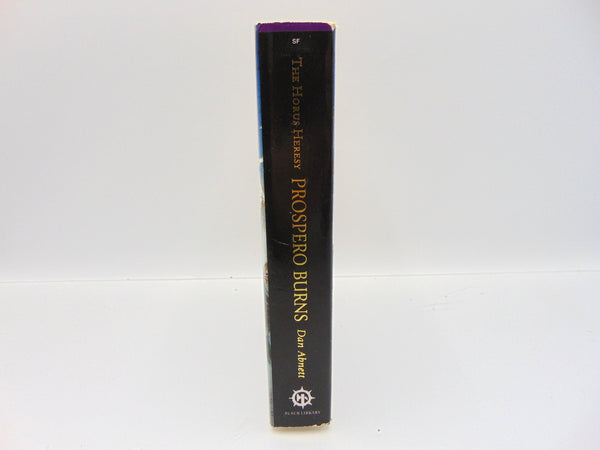 SF
THE HORUS HERESY
PROSPERO BURNS
Dan Abnett
BLACK LIBRARY